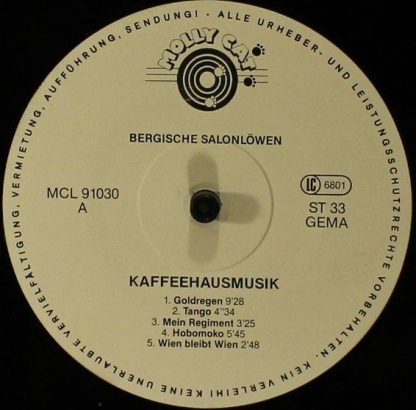 ALLE URHEBER- UND LEISTUNGSSCHUTZRECHTE VORBEHALTEN. KEIN VERLEIH! KEINE UNERLAUBTE VERVIELFÄLTIGUNG, VERMIETUNG, AUFFÜHRUNG, SENDUNG! ·
MOLLY CAT
BERGISCHE SALONLÖWEN
MCL 91030
A
LC 6801
ST 33
GEMA
KAFFEEHAUSMUSIK
1. Goldregen 9'28
2. Tango 4"34
3. Mein Regiment 3'25
4. Hobomoko 5'45
5. Wien bleibt Wien 2'48